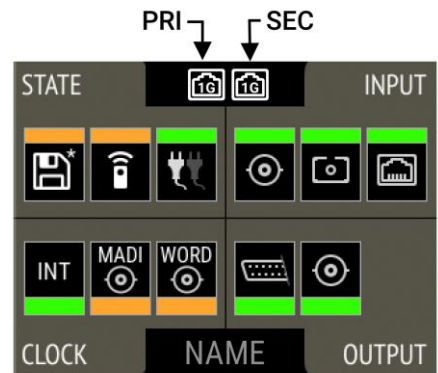 PRI SEC
STATE 1G 1G INPUT
*
INT MADI WORD
CLOCK NAME OUTPUT